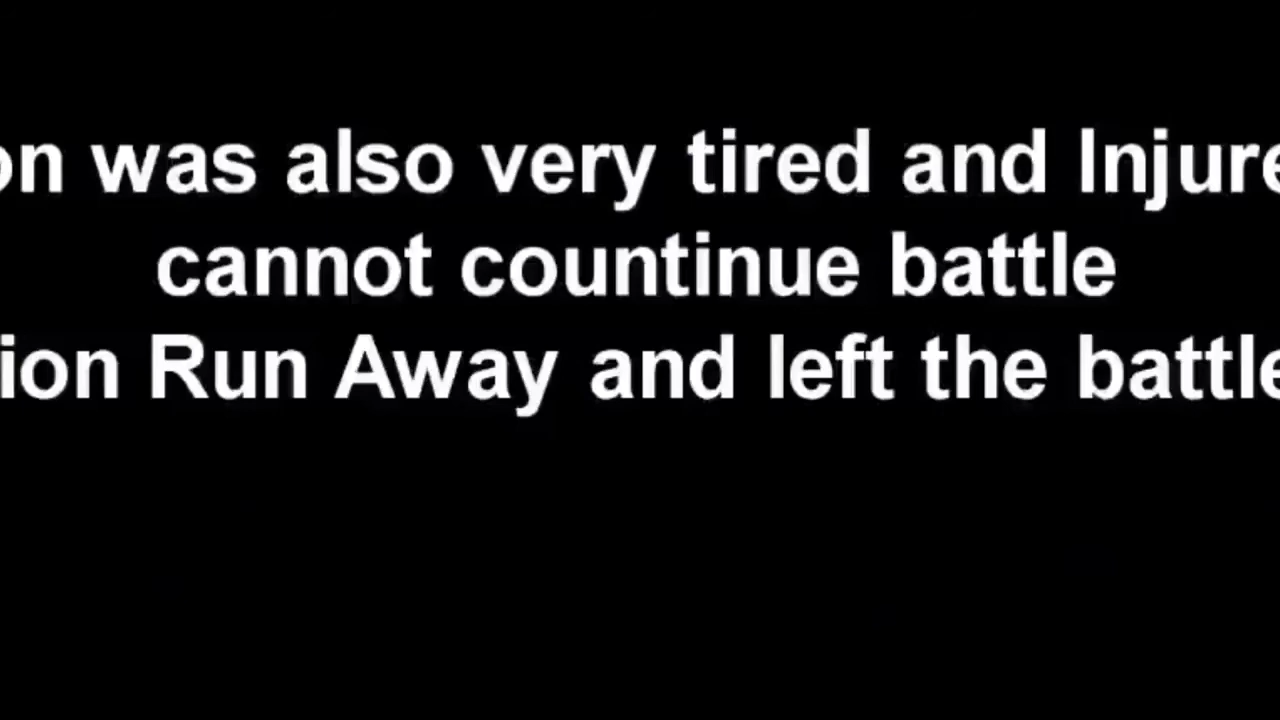 on was also very tired and Injure
cannot countinue battle
ion Run Away and left the battle